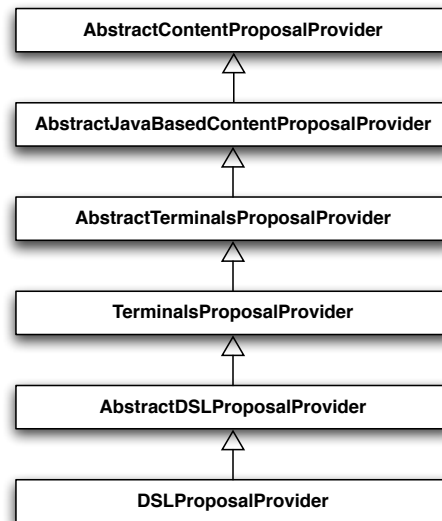 AbstractContentProposalProvider
AbstractJavaBasedContentProposalProvider
AbstractTerminalsProposalProvider
TerminalsProposalProvider
AbstractDSLProposalProvider
DSLProposalProvider